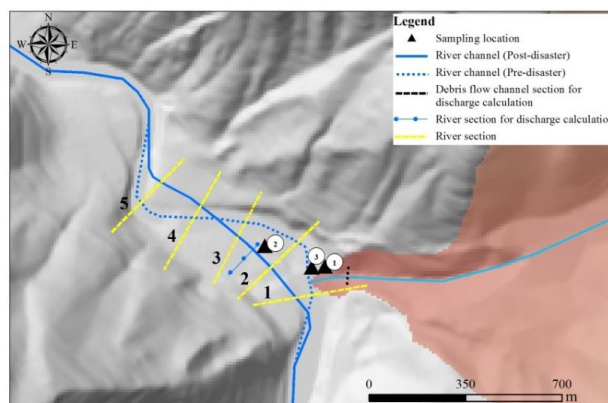 N
W E
S
Legend
Sampling location
River channel (Post-disaster)
River channel (Pre-disaster)
Debris flow channel section for
discharge calculation
River section for discharge calculation
River section
5
4
3
2
1
2
3
1
0 350 700
m